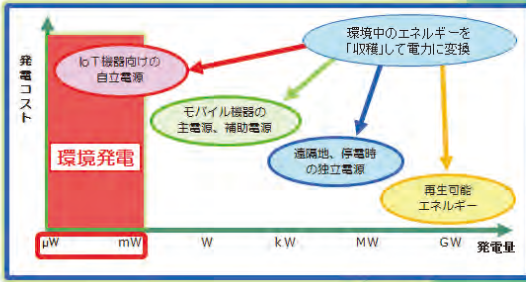 環境中のエネルギーを
「収穫」して電力に変換
発電コスト
IoT機器向けの
自立電源
モバイル機器の
主電源、補助電源
環境発電
遠隔地、停電時
の独立電源
再生可能
エネルギー
μW mW W kW MW GW
発電量